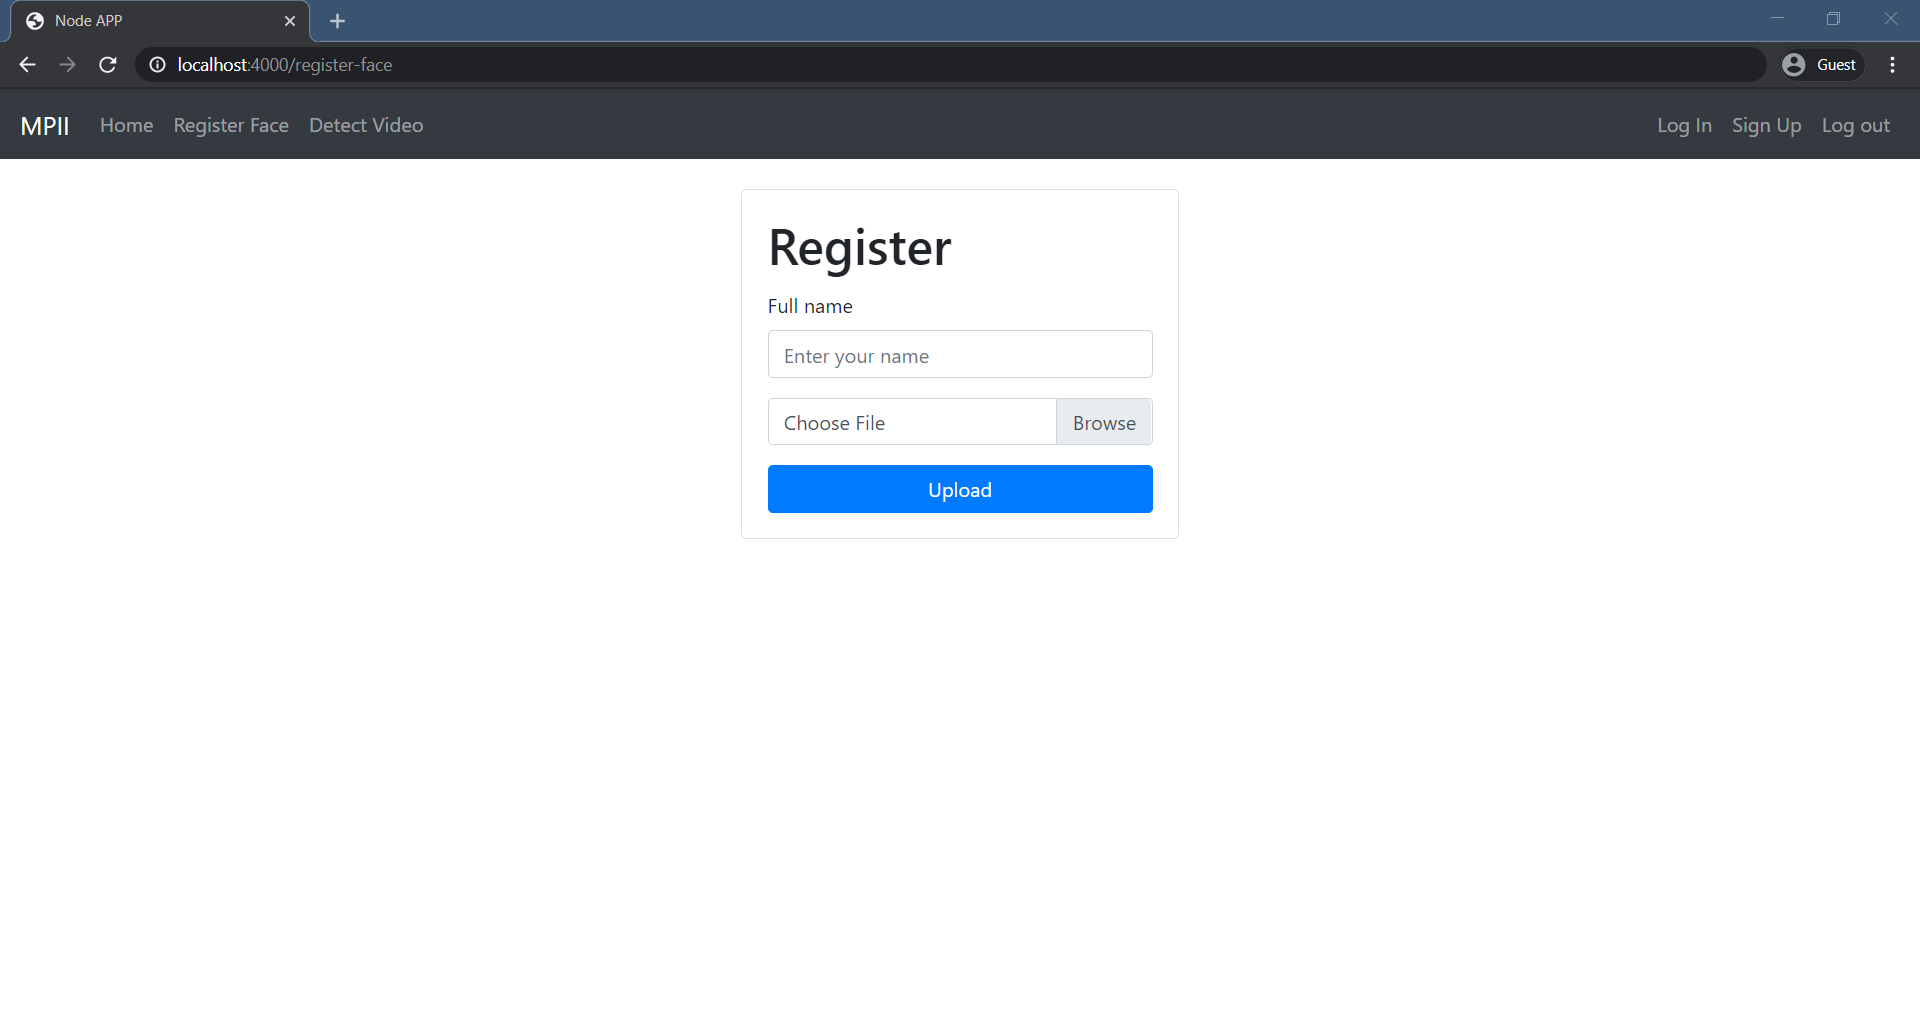 Node APP
localhost:4000/register-face
Guest
MPII Home Register Face Detect Video Log In Sign Up Log out
Register
Full name
Enter your name
Choose File Browse
Upload